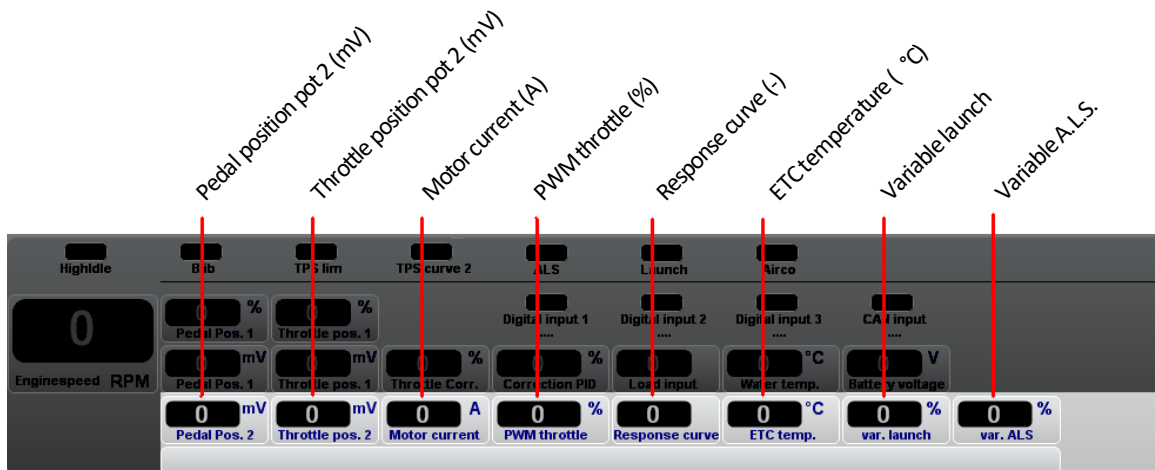 Pedal position pot 2 (mV)
Throttle position pot 2 (mV)
Motor current (A)
PWM throttle (%)
Response curve (-)
ETC temperature ( °C)
Variable launch
Variable A.L.S.
HighIdle
Blib
TPS lim
TPS curve 2
ALS
Launch
Airco
0
Enginespeed RPM
0 %
Pedal Pos. 1
0 %
Throttle pos. 1
Digital input 1
....
Digital input 2
....
Digital input 3
....
CAN input
....
0 mV
Pedal Pos. 1
0 mV
Throttle pos. 1
0 %
Throttle Corr.
0 %
Correction PID
0
Load input
0 °C
Water temp.
0 V
Battery voltage
0 mV
Pedal Pos. 2
0 mV
Throttle pos. 2
0 A
Motor current
0 %
PWM throttle
0
Response curve
0 °C
ETC temp.
0 %
var. launch
0 %
var. ALS